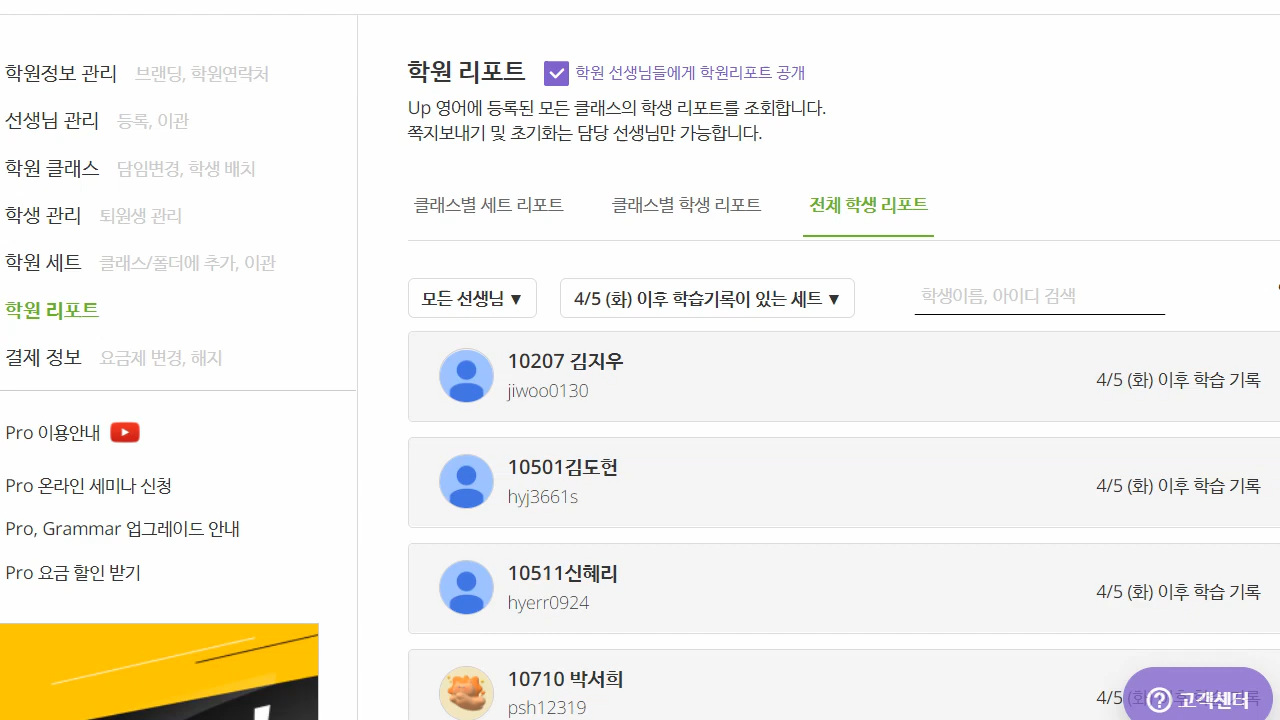 학원정보 관리 브랜딩, 학원연락처
선생님 관리 등록, 이관
학원 클래스 담임변경, 학생 배치
학생 관리 퇴원생 관리
학원 세트 클래스/폴더에 추가, 이관
학원 리포트
결제 정보 요금제 변경, 해지
Pro 이용안내
Pro 온라인 세미나 신청
Pro, Grammar 업그레이드 안내
Pro 요금 할인 받기
학원 리포트 학원 선생님들에게 학원리포트 공개
Up 영어에 등록된 모든 클래스의 학생 리포트를 조회합니다.
쪽지보내기 및 초기화는 담당 선생님만 가능합니다.
클래스별 세트 리포트 클래스별 학생 리포트 전체 학생 리포트
모든 선생님 ▼ 4/5 (화) 이후 학습기록이 있는 세트 ▼ 학생이름, 아이디 검색
10207 김지우
jiwoo0130
4/5 (화) 이후 학습 기록
10501김도헌
hyj3661s
4/5 (화) 이후 학습 기록
10511신혜리
hyerr0924
4/5 (화) 이후 학습 기록
10710 박서희
psh12319
4/5 (화) 이후 학습 기록
고객센터